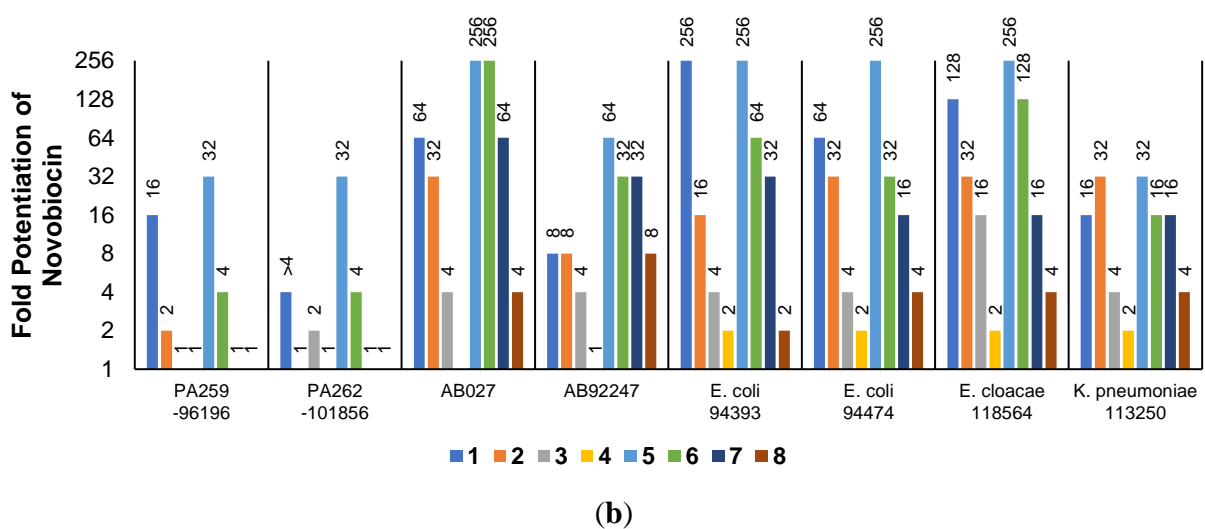 256 256 256 256 256 256
128 128
64 64 64 64 64
32 32 32 32 32 32 32 32 32 32 32
16 16 16 16 16 16 16 16
8 8 8
>4 4 4 4 4 4 4 4 4 4 4
2 2 2 2 2 2
1 1 1 1 1 1 1 1 1
Fold Potentiation of
Novobiocin
256
128
64
32
16
8
4
2
1
PA259 PA262 AB027 AB92247 E. coli E. coli E. cloacae K. pneumoniae
-96196 -101856 94393 94474 118564 113250
1 2 3 4 5 6 7 8
(b)